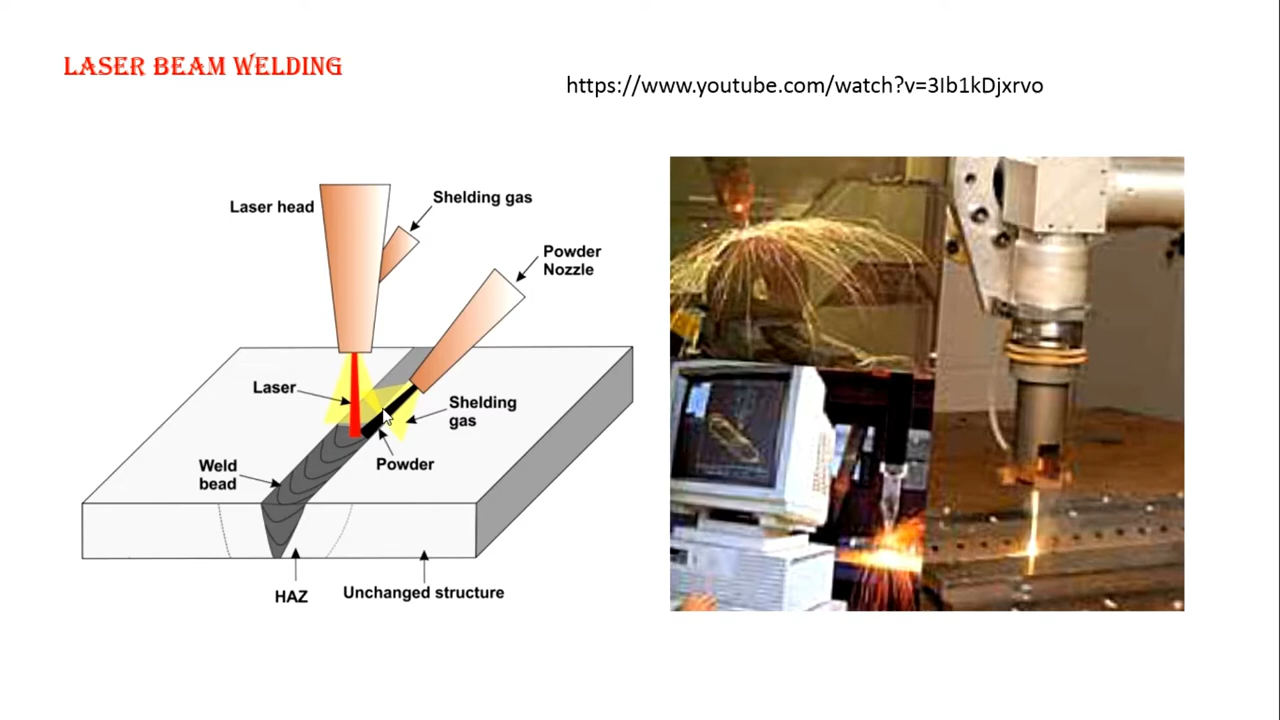 LASER BEAM WELDING
https://www.youtube.com/watch?v=3Ib1kDjxrvo
Laser head
Shelding gas
Powder
Nozzle
Laser
Shelding
gas
Powder
Weld
bead
HAZ
Unchanged structure